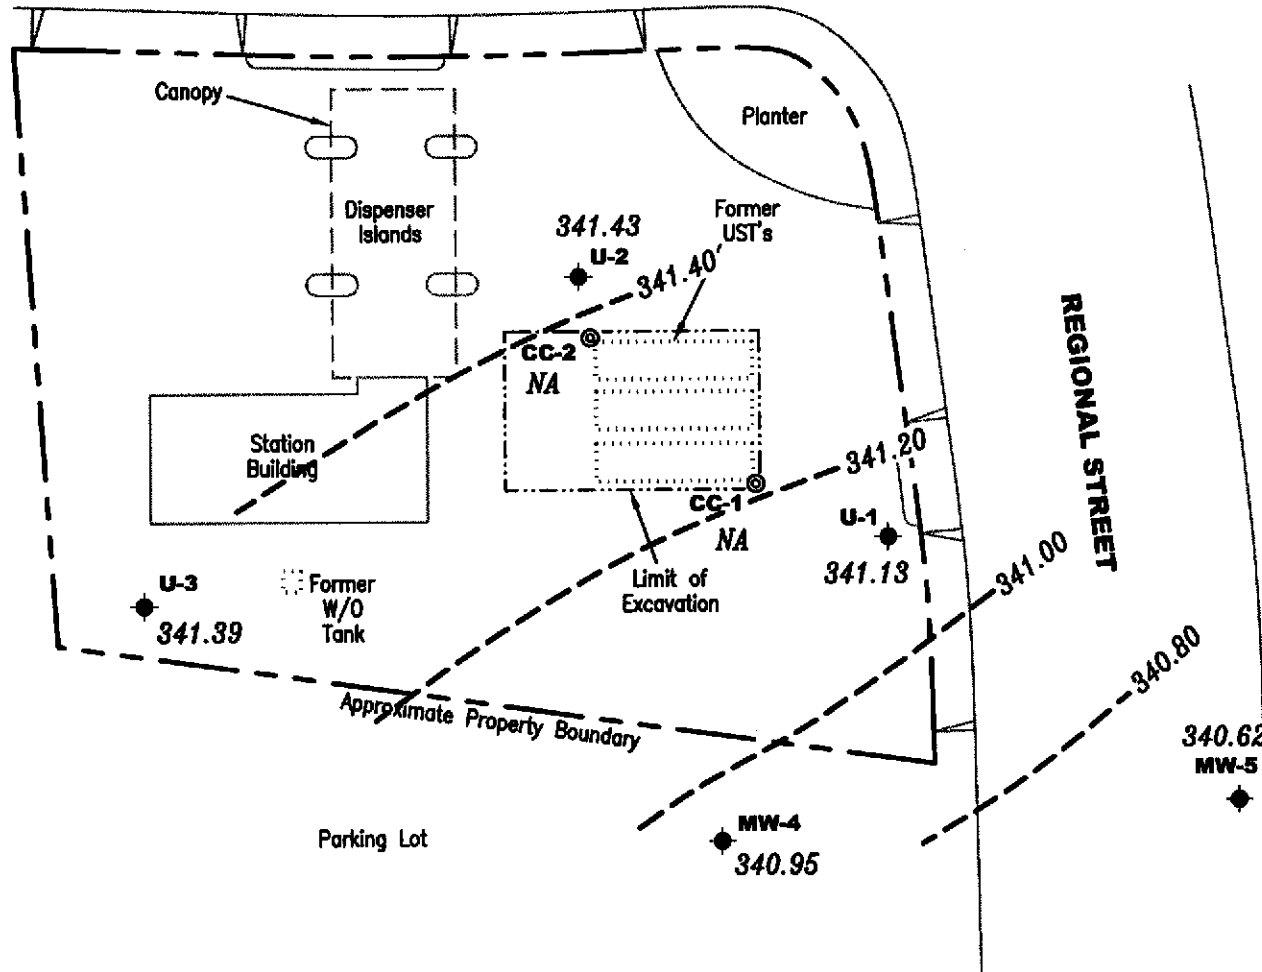 Canopy
Planter
Dispenser
Islands
Former
UST's
341.43
U-2
341.40'
REGIONAL STREET
CC-2
NA
Station
Building
341.20
CC-1
NA
U-1
341.13
341.00
Limit of
Excavation
U-3
341.39
Former
W/O
Tank
340.80
Approximate Property Boundary
340.62
MW-5
Parking Lot
MW-4
340.95